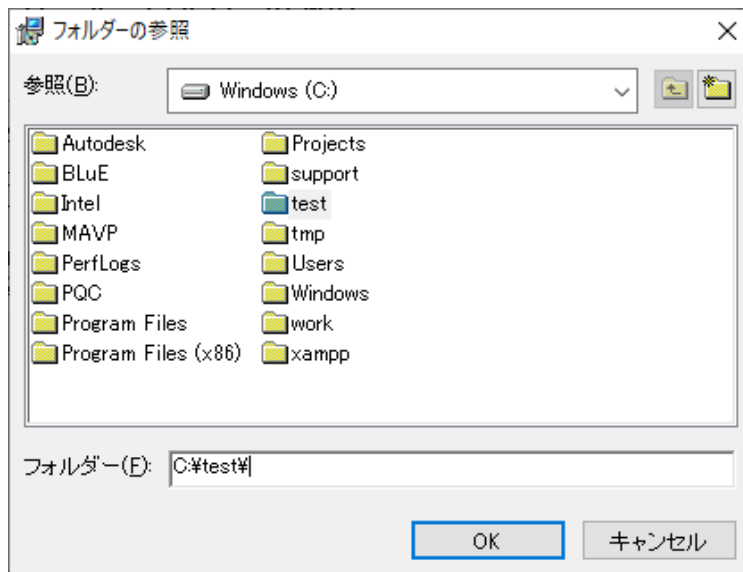 フォルダーの参照
参照(B):
Windows (C:)
Autodesk
BLuE
Intel
MAVP
PerfLogs
PQC
Program Files
Program Files (x86)
Projects
support
test
tmp
Users
Windows
work
xampp
フォルダー(F): C:¥test¥
OK キャンセル